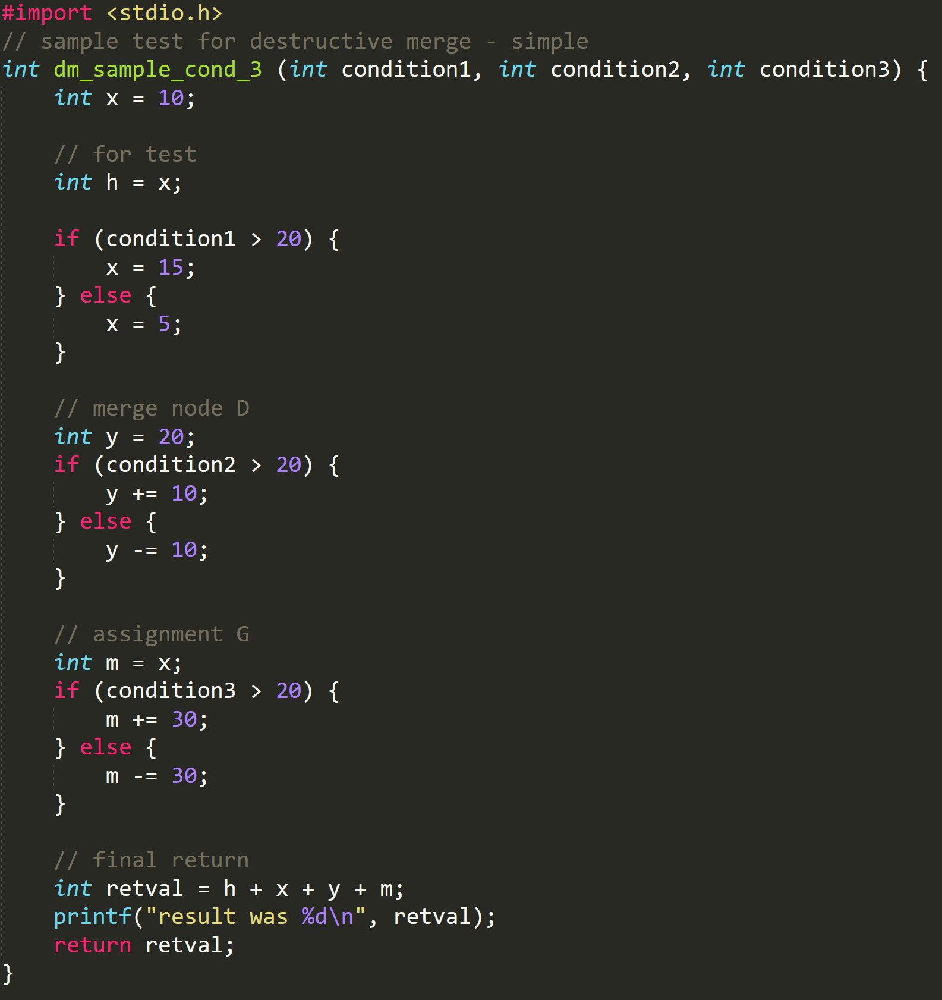 #import <stdio.h>
// sample test for destructive merge - simple
int dm_sample_cond_3 (int condition1, int condition2, int condition3) {
    int x = 10;

    // for test
    int h = x;

    if (condition1 > 20) {
        x = 15;
    } else {
        x = 5;
    }

    // merge node D
    int y = 20;
    if (condition2 > 20) {
        y += 10;
    } else {
        y -= 10;
    }

    // assignment G
    int m = x;
    if (condition3 > 20) {
        m += 30;
    } else {
        m -= 30;
    }

    // final return
    int retval = h + x + y + m;
    printf("result was %d\n", retval);
    return retval;
}